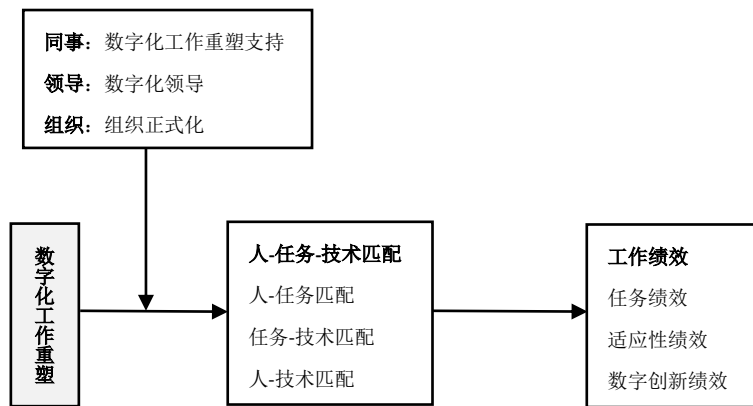 同事：数字化工作重塑支持
领导：数字化领导
组织：组织正式化
数字化工作重塑
人-任务-技术匹配
人-任务匹配
任务-技术匹配
人-技术匹配
工作绩效
任务绩效
适应性绩效
数字创新绩效